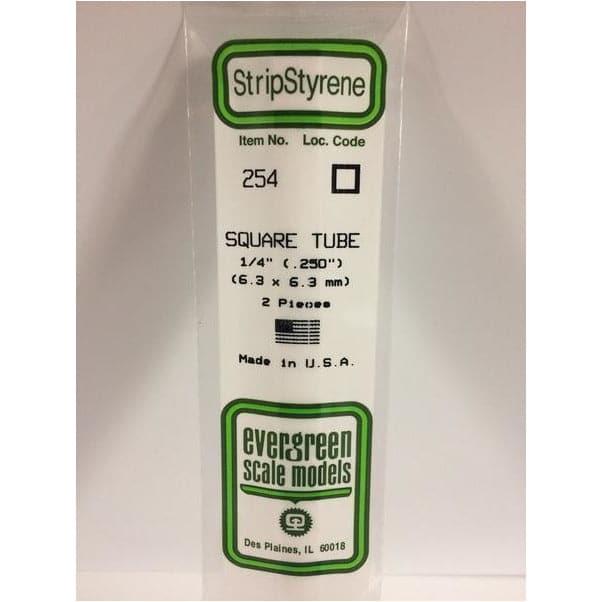 StripStyrene
Item No. Loc. Code
254
SQUARE TUBE
1/4" (.250")
(6.3 x 6.3 mm)
2 Pieces
Made in U.S.A.
evergreen
scale models
Des Plaines, IL 60018